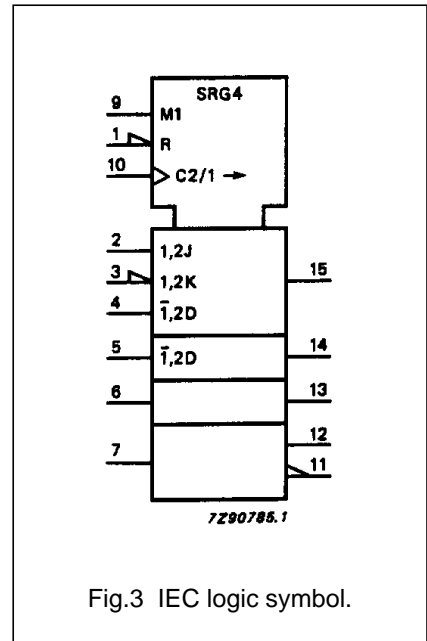 SRG4
9 M1
1 R
10 C2/1 →
2 1,2J
3 1,2K 15
4 1̅,2D
5 1̅,2D 14
6 13
12
7 11
7Z90785.1
Fig.3 IEC logic symbol.